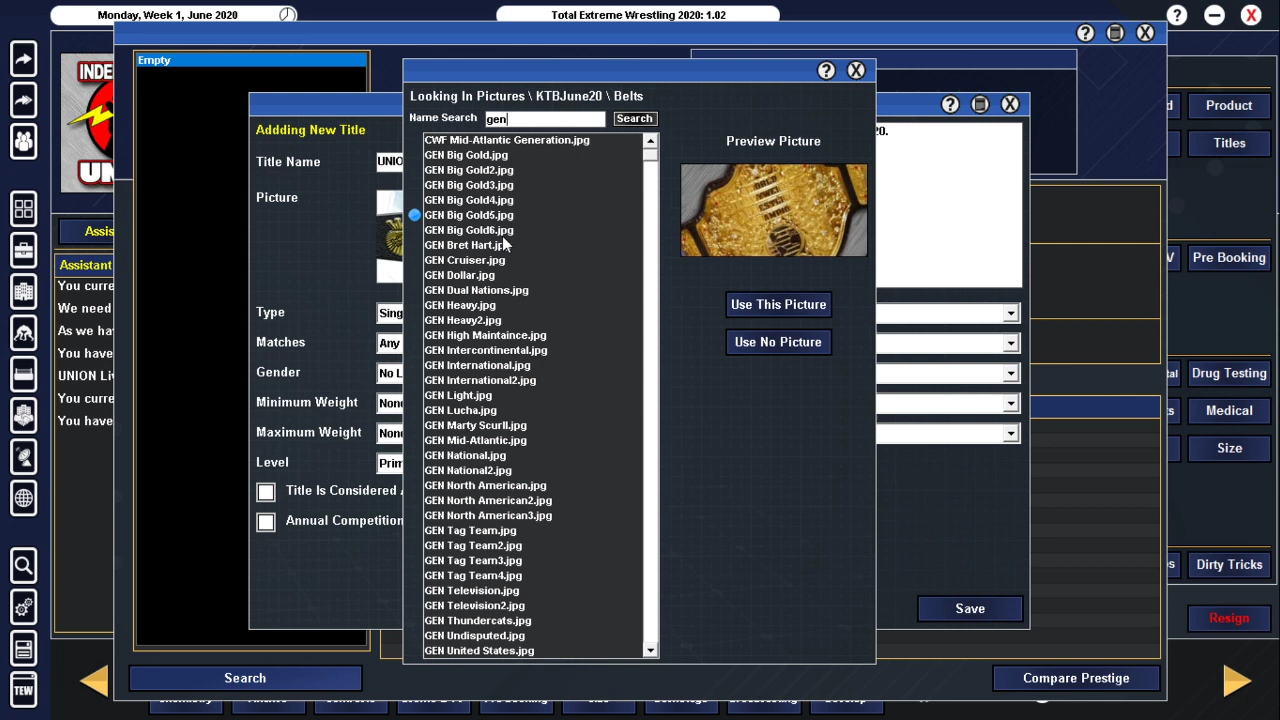 Monday, Week 1, June 2020
Total Extreme Wrestling 2020: 1.02
INDE
UN
Assis
Assistant
You curre
We need
As we ha
You have
UNION Li
You curre
You have
Empty
Addding New Title
Title Name
UNIO
Picture
Type
Sing
Matches
Any
Gender
No L
Minimum Weight
None
Maximum Weight
None
Level
Prim
Title Is Considered A
Annual Competition
20.
Save
Looking In Pictures \ KTBJune20 \ Belts
Name Search
gen
Search
CWF Mid-Atlantic Generation.jpg
GEN Big Gold.jpg
GEN Big Gold2.jpg
GEN Big Gold3.jpg
GEN Big Gold4.jpg
GEN Big Gold5.jpg
GEN Big Gold6.jpg
GEN Bret Hart.jpg
GEN Cruiser.jpg
GEN Dollar.jpg
GEN Dual Nations.jpg
GEN Heavy.jpg
GEN Heavy2.jpg
GEN High Maintaince.jpg
GEN Intercontinental.jpg
GEN International.jpg
GEN International2.jpg
GEN Light.jpg
GEN Lucha.jpg
GEN Marty Scurll.jpg
GEN Mid-Atlantic.jpg
GEN National.jpg
GEN National2.jpg
GEN North American.jpg
GEN North American2.jpg
GEN North American3.jpg
GEN Tag Team.jpg
GEN Tag Team2.jpg
GEN Tag Team3.jpg
GEN Tag Team4.jpg
GEN Television.jpg
GEN Television2.jpg
GEN Thundercats.jpg
GEN Undisputed.jpg
GEN United States.jpg
Preview Picture
Use This Picture
Use No Picture
d
Product
Titles
V
Pre Booking
tal
Drug Testing
ts
Medical
Size
es
Dirty Tricks
Resign
Search
Compare Prestige
TEW